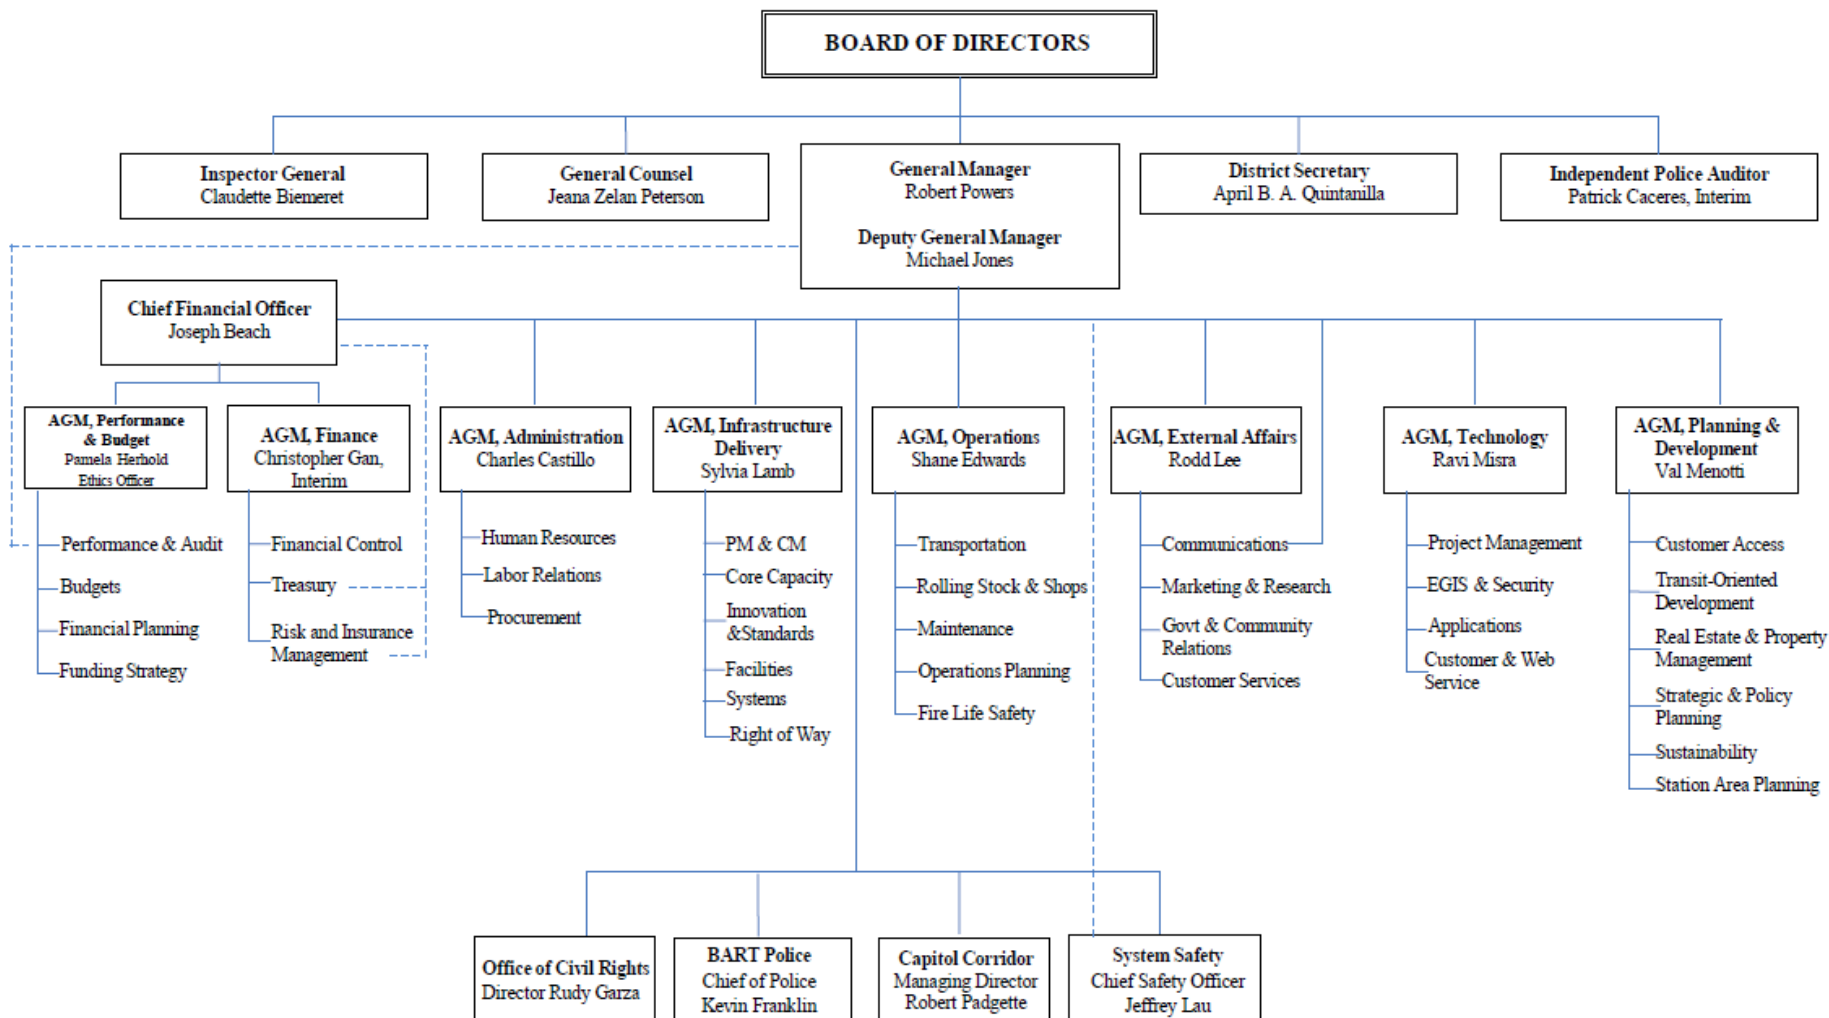 BOARD OF DIRECTORS
Inspector General
Claudette Biemeret
General Counsel
Jeana Zelan Peterson
General Manager
Robert Powers
Deputy General Manager
Michael Jones
District Secretary
April B. A. Quintanilla
Independent Police Auditor
Patrick Caceres, Interim
Chief Financial Officer
Joseph Beach
AGM, Performance
& Budget
Pamela Herhold
Ethics Officer
Performance & Audit
Budgets
Financial Planning
Funding Strategy
AGM, Finance
Christopher Gan,
Interim
Financial Control
Treasury
Risk and Insurance
Management
AGM, Administration
Charles Castillo
Human Resources
Labor Relations
Procurement
AGM, Infrastructure
Delivery
Sylvia Lamb
PM & CM
Core Capacity
Innovation
&Standards
Facilities
Systems
Right of Way
AGM, Operations
Shane Edwards
Transportation
Rolling Stock & Shops
Maintenance
Operations Planning
Fire Life Safety
AGM, External Affairs
Rodd Lee
Communications
Marketing & Research
Govt & Community
Relations
Customer Services
AGM, Technology
Ravi Misra
Project Management
EGIS & Security
Applications
Customer & Web
Service
AGM, Planning &
Development
Val Menotti
Customer Access
Transit-Oriented
Development
Real Estate & Property
Management
Strategic & Policy
Planning
Sustainability
Station Area Planning
Office of Civil Rights
Director Rudy Garza
BART Police
Chief of Police
Kevin Franklin
Capitol Corridor
Managing Director
Robert Padgette
System Safety
Chief Safety Officer
Jeffrey Lau